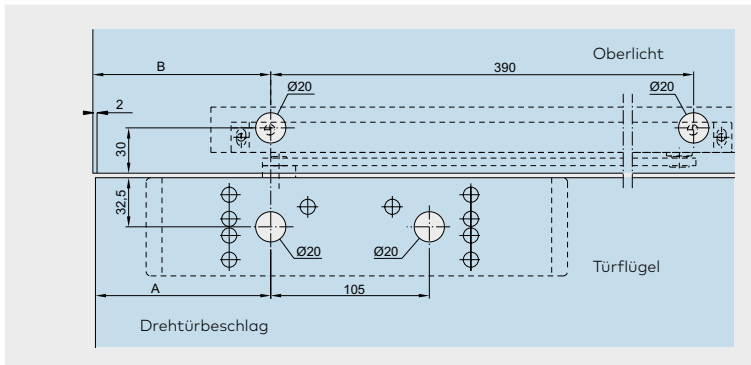 Oberlicht
B
390
Ø20
Ø20
2
30
32,5
Ø20
Ø20
Türflügel
A
105
Drehtürbeschlag